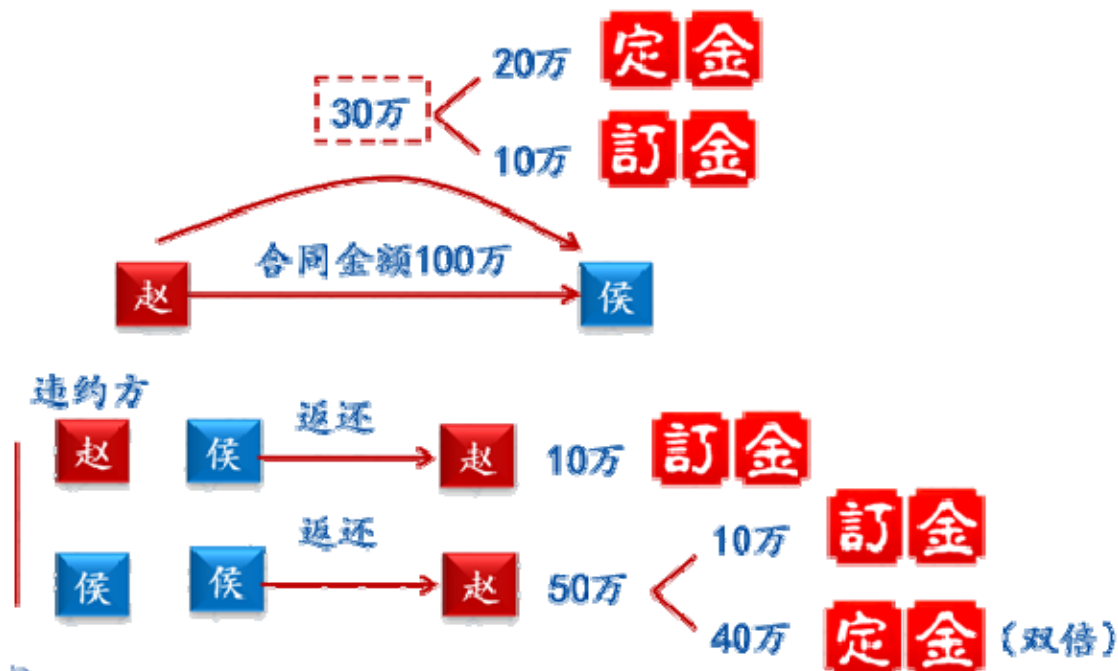 20万 定金
30万
10万 訂金
合同金额100万
赵 侯
违约方
赵 侯 返还 赵 10万 訂金
侯 侯 返还 赵 50万
10万 訂金
40万 定金 (双倍)